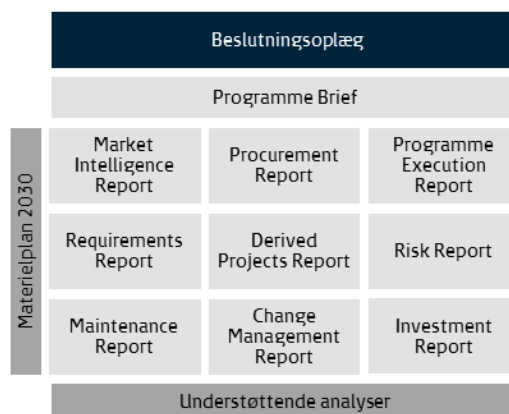 Beslutningsoplæg
Programme Brief
Materielplan 2030
Market
Intelligence
Report
Procurement
Report
Programme
Execution
Report
Requirements
Report
Derived
Projects Report
Risk Report
Maintenance
Report
Change
Management
Report
Investment
Report
Understøttende analyser